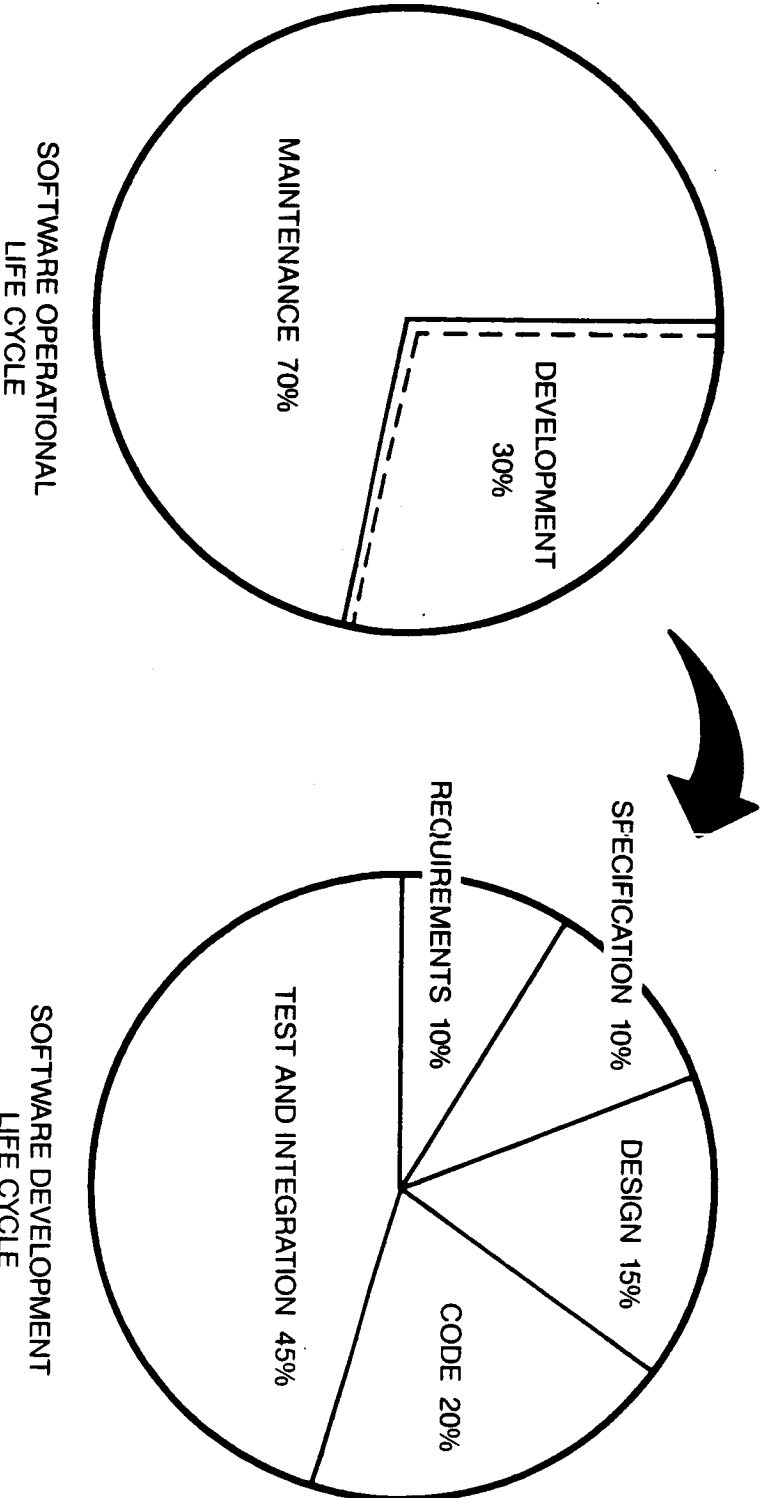 MAINTENANCE 70%
DEVELOPMENT
30%
SOFTWARE OPERATIONAL
LIFE CYCLE
REQUIREMENTS 10%
SPECIFICATION 10%
DESIGN 15%
CODE 20%
TEST AND INTEGRATION 45%
SOFTWARE DEVELOPMENT
LIFE CYCLE